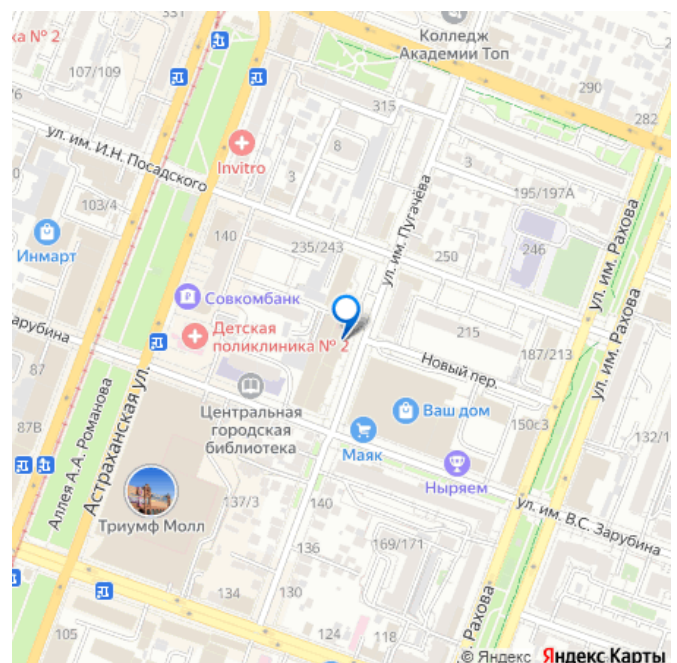 ка № 2
Колледж
Академии Топ
107/109
290
76
315
282
ул. им. И.Н. Посадского
8
Invitro
3
3
195/197А
103/4
140
235/243
ул. им. Пугачёва
250
246
ул. им. Рахова
Инмарт
Совкомбанк
ул. им. Рахова
арубина
Детская
поликлиника № 2
215
187/213
87
Новый пер.
Аллея А.А. Романова
Астраханская ул.
Центральная
городская
библиотека
Ваш дом
150с3
87В
Маяк
132/1
Ныряем
Триумф Молл
137/3
140
ул. им. В.С. Зарубина
136
169/171
134
130
105
124
118
Рахова
© Яндекс Яндекс Карты